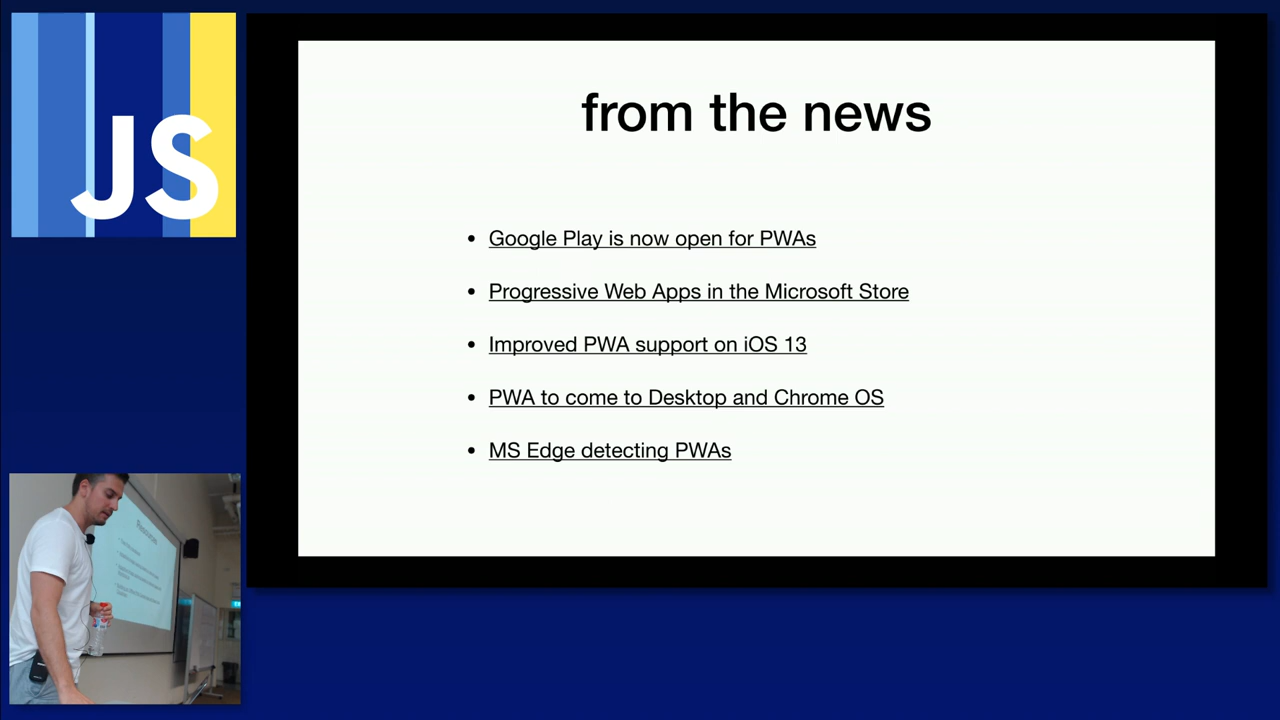 JS
from the news
• Google Play is now open for PWAs
• Progressive Web Apps in the Microsoft Store
• Improved PWA support on iOS 13
• PWA to come to Desktop and Chrome OS
• MS Edge detecting PWAs
Resources